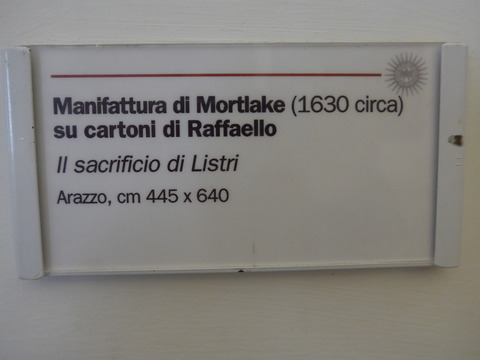 Manifattura di Mortlake (1630 circa)
su cartoni di Raffaello
Il sacrificio di Listri
Arazzo, cm 445 x 640